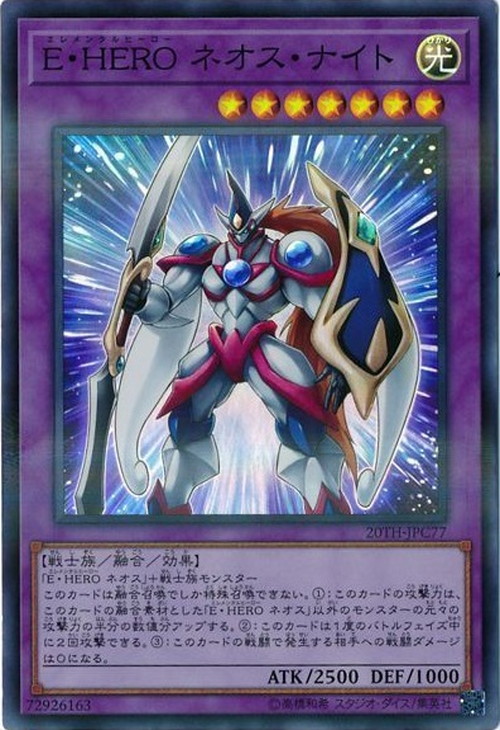 エレメンタルヒーロー
E・HERO ネオス・ナイト
ひかり
光
20TH-JPC77
【戦士族／融合／効果】
「E・HERO ネオス」＋戦士族モンスター
このカードは融合召喚でしか特殊召喚できない。①：このカードの攻撃力は、
このカードの融合素材とした「E・HERO ネオス」以外のモンスターの元々の
攻撃力の半分の数値分アップする。②：このカードは１度のバトルフェイズ中
に２回攻撃できる。③：このカードの戦闘で発生する相手への戦闘ダメージ
は０になる。
ATK/2500 DEF/1000
72926163
©高橋和希 スタジオ・ダイス/集英社